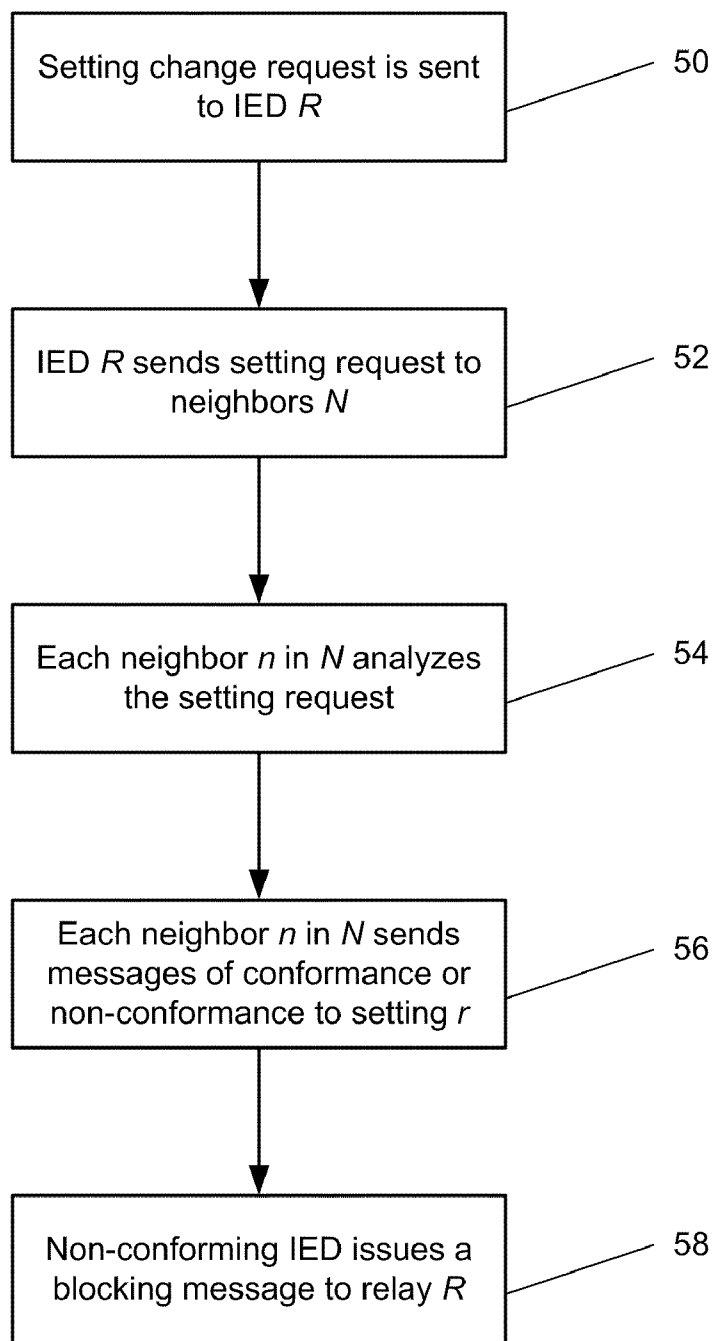 Setting change request is sent
to IED R
50
IED R sends setting request to
neighbors N
52
Each neighbor n in N analyzes
the setting request
54
Each neighbor n in N sends
messages of conformance or
non-conformance to setting r
56
Non-conforming IED issues a
blocking message to relay R
58